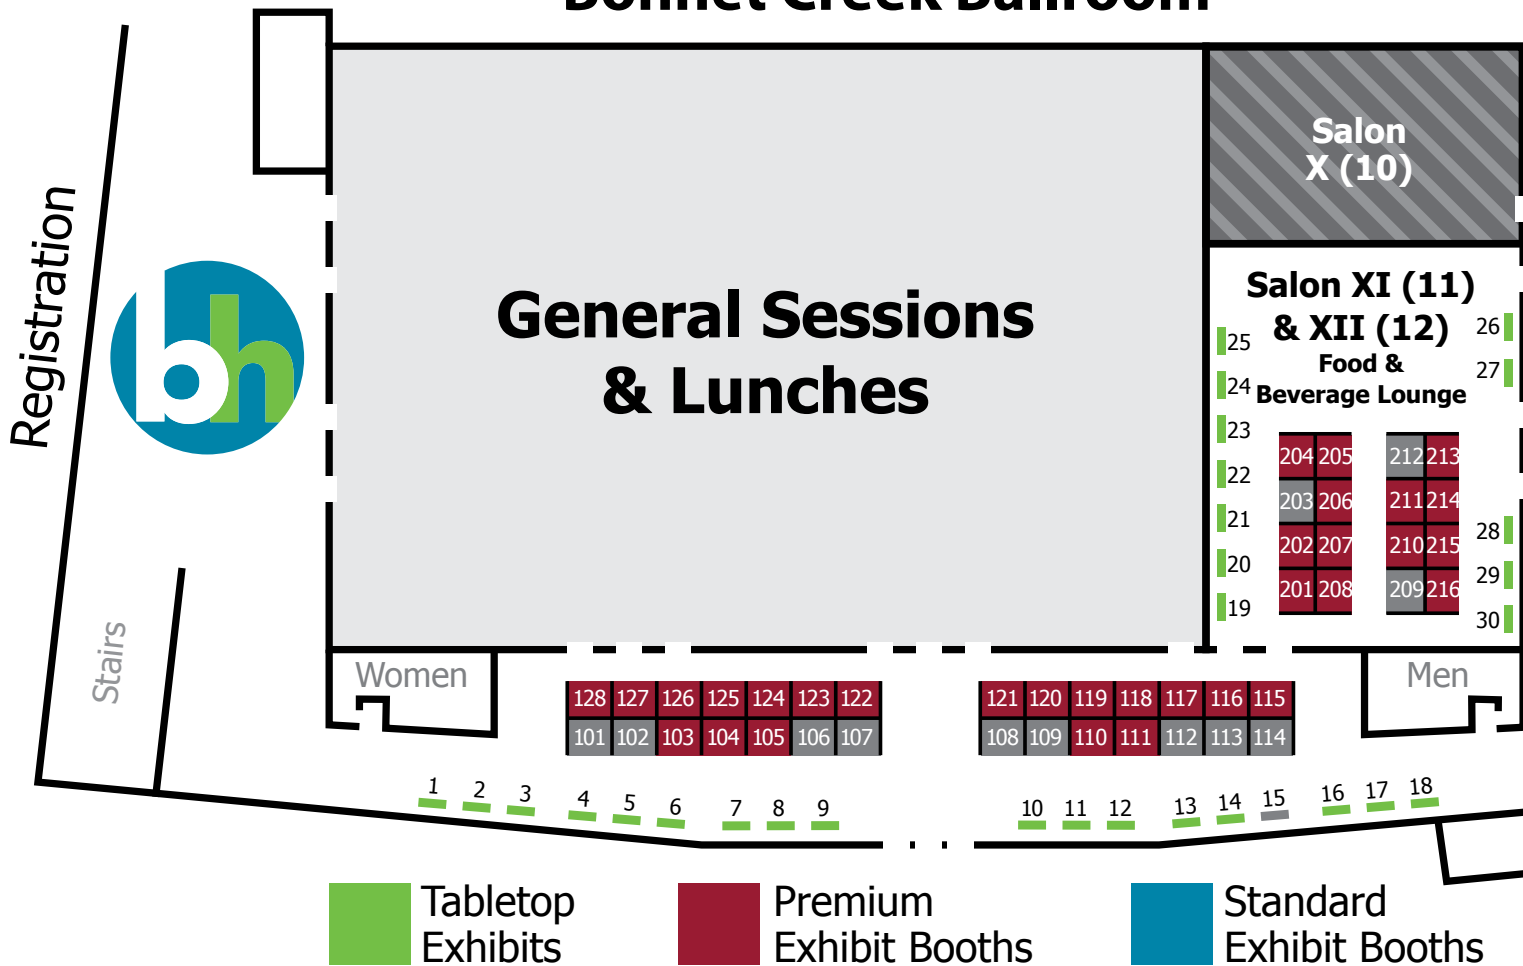 Bonnet Creek Ballroom
Salon
X (10)
Registration
bh
General Sessions
& Lunches
Salon XI (11)
& XII (12)
Food &
Beverage Lounge
25
24
23
22
21
20
19
26
27
28
29
30
204 205
203 206
202 207
201 208
212 213
211 214
210 215
209 216
Stairs
Women
Men
128 127 126 125 124 123 122
101 102 103 104 105 106 107
121 120 119 118 117 116 115
108 109 110 111 112 113 114
1 2 3 4 5 6 7 8 9
10 11 12 13 14 15 16 17 18
Tabletop
Exhibits
Premium
Exhibit Booths
Standard
Exhibit Booths